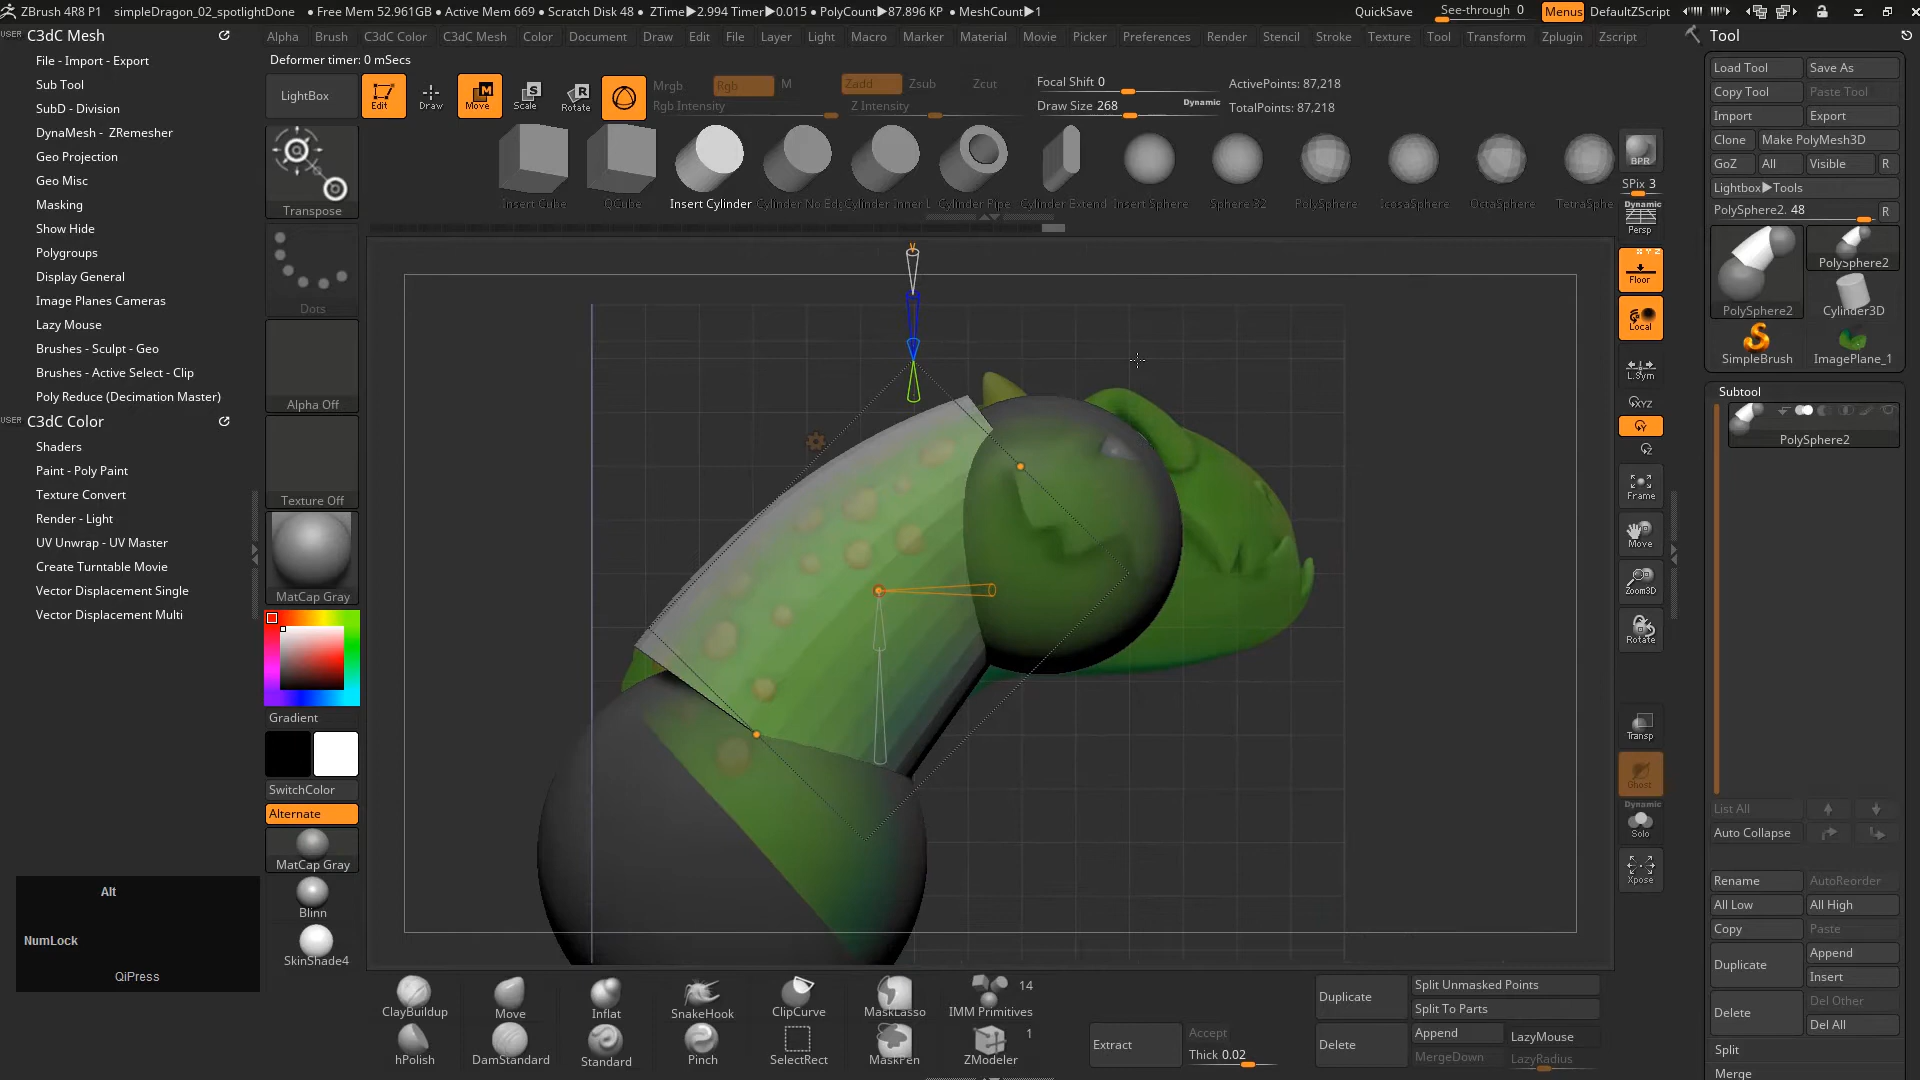 ZBrush 4R8 P1 simpleDragon_02_spotlightDone • Free Mem 52.961GB • Active Mem 669 • Scratch Disk 48 • ZTime▶2.994 Timer▶0.015 • PolyCount▶87.896 KP • MeshCount▶1 QuickSave See-through 0 Menus DefaultZScript
Alpha Brush C3dC Color C3dC Mesh Color Document Draw Edit File Layer Light Macro Marker Material Movie Picker Preferences Render Stencil Stroke Texture Tool Transform Zplugin Zscript
Deformer timer: 0 mSecs
USER C3dC Mesh
File - Import - Export
Sub Tool
SubD - Division
DynaMesh - ZRemesher
Geo Projection
Geo Misc
Masking
Show Hide
Polygroups
Display General
Image Planes Cameras
Lazy Mouse
Brushes - Sculpt - Geo
Brushes - Active Select - Clip
Poly Reduce (Decimation Master)
USER C3dC Color
Shaders
Paint - Poly Paint
Texture Convert
Render - Light
UV Unwrap - UV Master
Create Turntable Movie
Vector Displacement Single
Vector Displacement Multi
Alt
NumLock
QiPress
LightBox
Edit Draw Move Scale Rotate
Mrgb Rgb M Zadd Zsub Zcut
Rgb Intensity Z Intensity
Focal Shift 0
Draw Size 268 Dynamic
ActivePoints: 87,218
TotalPoints: 87,218
Insert Cube QCube Insert Cylinder Cylinder No Ed Cylinder Inner L Cylinder Pipe Cylinder Extend Insert Sphere Sphere 32 PolySphere IcosaSphere OctaSphere TetraSphe
Transpose
Dots
Alpha Off
Texture Off
MatCap Gray
Gradient
SwitchColor
Alternate
MatCap Gray
Blinn
SkinShade4
BPR
SPix 3
Dynamic
Persp
X Y Z
Floor
Local
L.Sym
XYZ
Y
Z
Frame
Move
Zoom3D
Rotate
Transp
Ghost
Dynamic
Solo
Xpose
Tool
Load Tool Save As
Copy Tool Paste Tool
Import Export
Clone Make PolyMesh3D
GoZ All Visible R
Lightbox▶Tools
PolySphere2. 48 R
PolySphere2
PolySphere2 Cylinder3D
SimpleBrush ImagePlane_1
Subtool
PolySphere2
List All
Auto Collapse
Rename AutoReorder
All Low All High
Copy Paste
Duplicate Append
Insert
Delete Del Other
Del All
Split
Merge
ClayBuildup Move Inflat SnakeHook ClipCurve MaskLasso IMM Primitives 14
hPolish DamStandard Standard Pinch SelectRect MaskPen ZModeler 1
Extract Accept
Thick 0.02
Duplicate Split Unmasked Points
Split To Parts
Delete Append LazyMouse
MergeDown LazyRadius